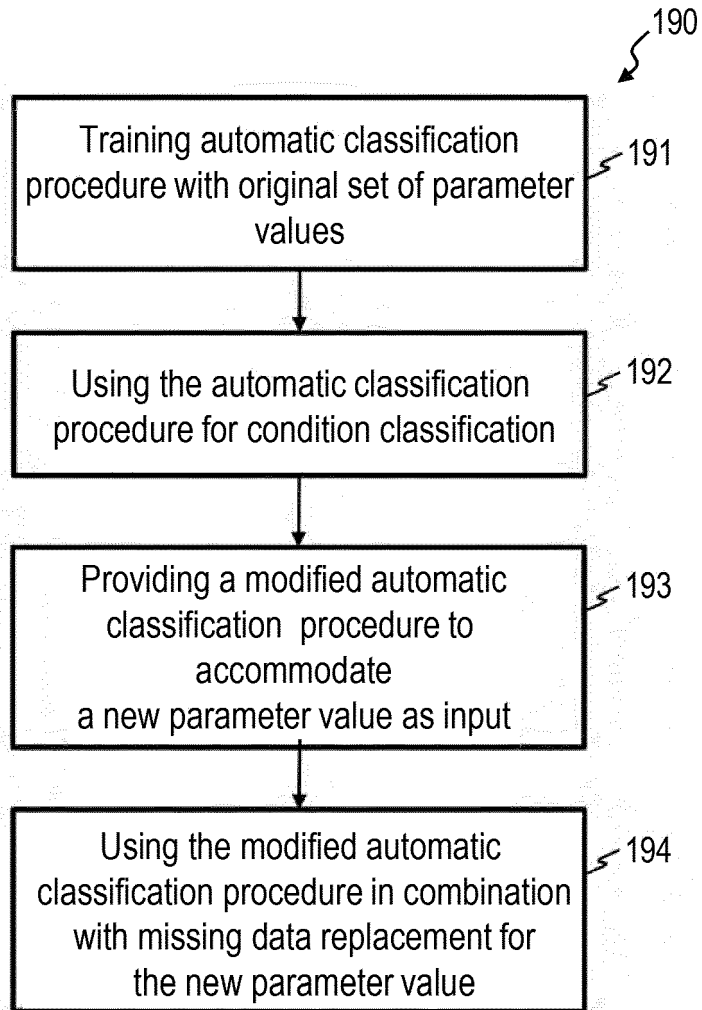 190
Training automatic classification
procedure with original set of parameter
values
191
Using the automatic classification
procedure for condition classification
192
Providing a modified automatic
classification procedure to
accommodate
a new parameter value as input
193
Using the modified automatic
classification procedure in combination
with missing data replacement for
the new parameter value
194